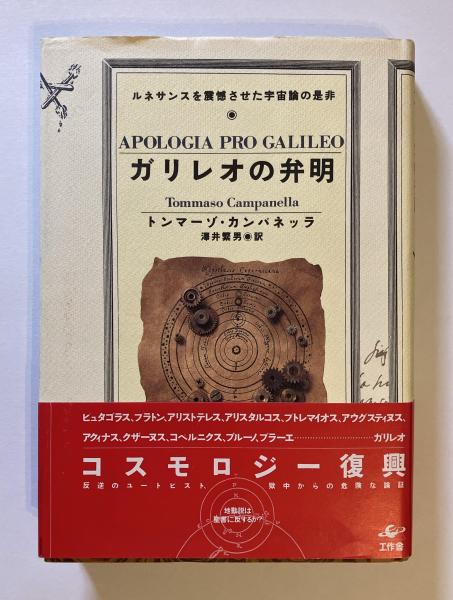 ルネサンスを震憾させた宇宙論の是非
APOLOGIA PRO GALILEO
ガリレオの弁明
Tommaso Campanella
トンマーゾ・カンパネッラ
澤井繁男◉訳
ピュタゴラス、プラトン、アリストテレス、アリスタルコス、プトレマイオス、アウグスティヌス、
アクィナス、クザーヌス、コペルニクス、ブルーノ、ブラーエ……………………ガリレオ
コスモロジー復興
反逆のユートピスト、獄中からの危険な論証
地動説は
聖書に反するか?
工作舎